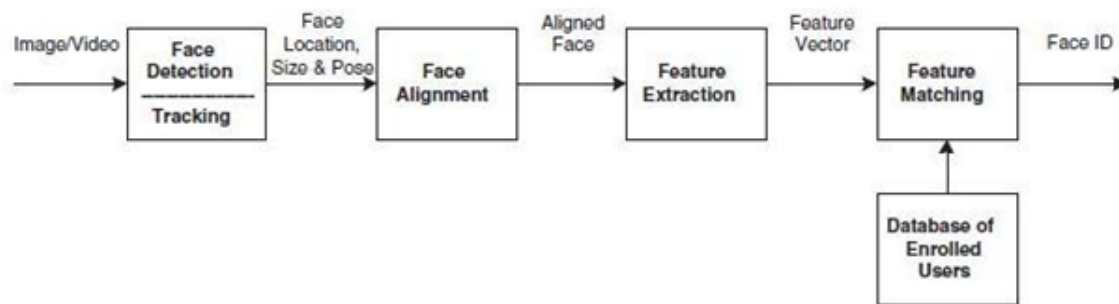 Image/Video
Face
Detection
Tracking
Face
Location,
Size & Pose
Face
Alignment
Aligned
Face
Feature
Extraction
Feature
Vector
Feature
Matching
Face ID
Database of
Enrolled
Users